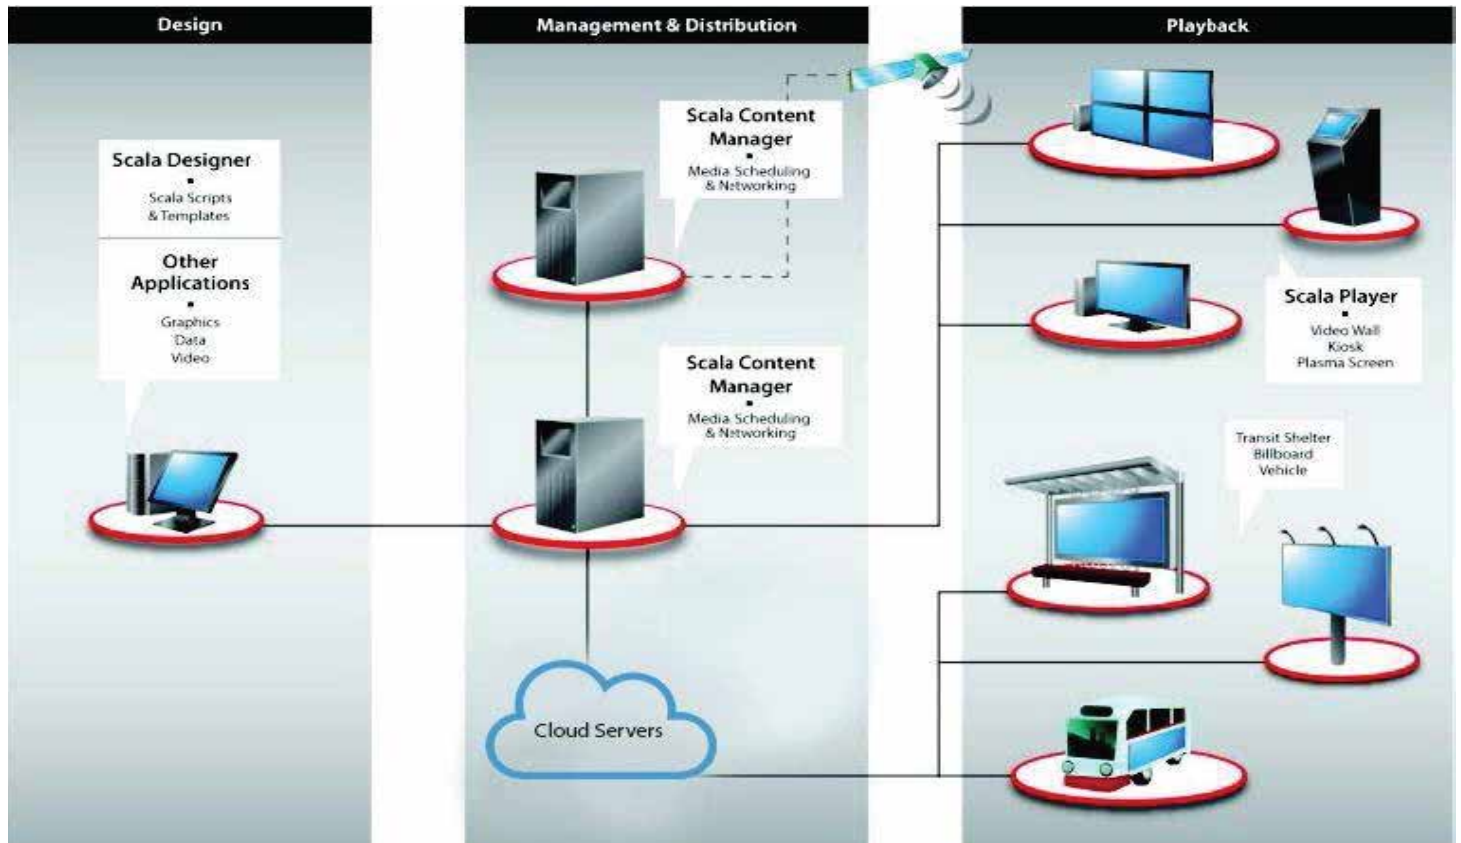 Design
Management & Distribution
Playback
Scala Designer
Scala Scripts
& Templates
Other
Applications
Graphics
Data
Video
Scala Content
Manager
Media Scheduling
& Networking
Scala Content
Manager
Media Scheduling
& Networking
Cloud Servers
Scala Player
Video Wall
Kiosk
Plasma Screen
Transit Shelter
Billboard
Vehicle